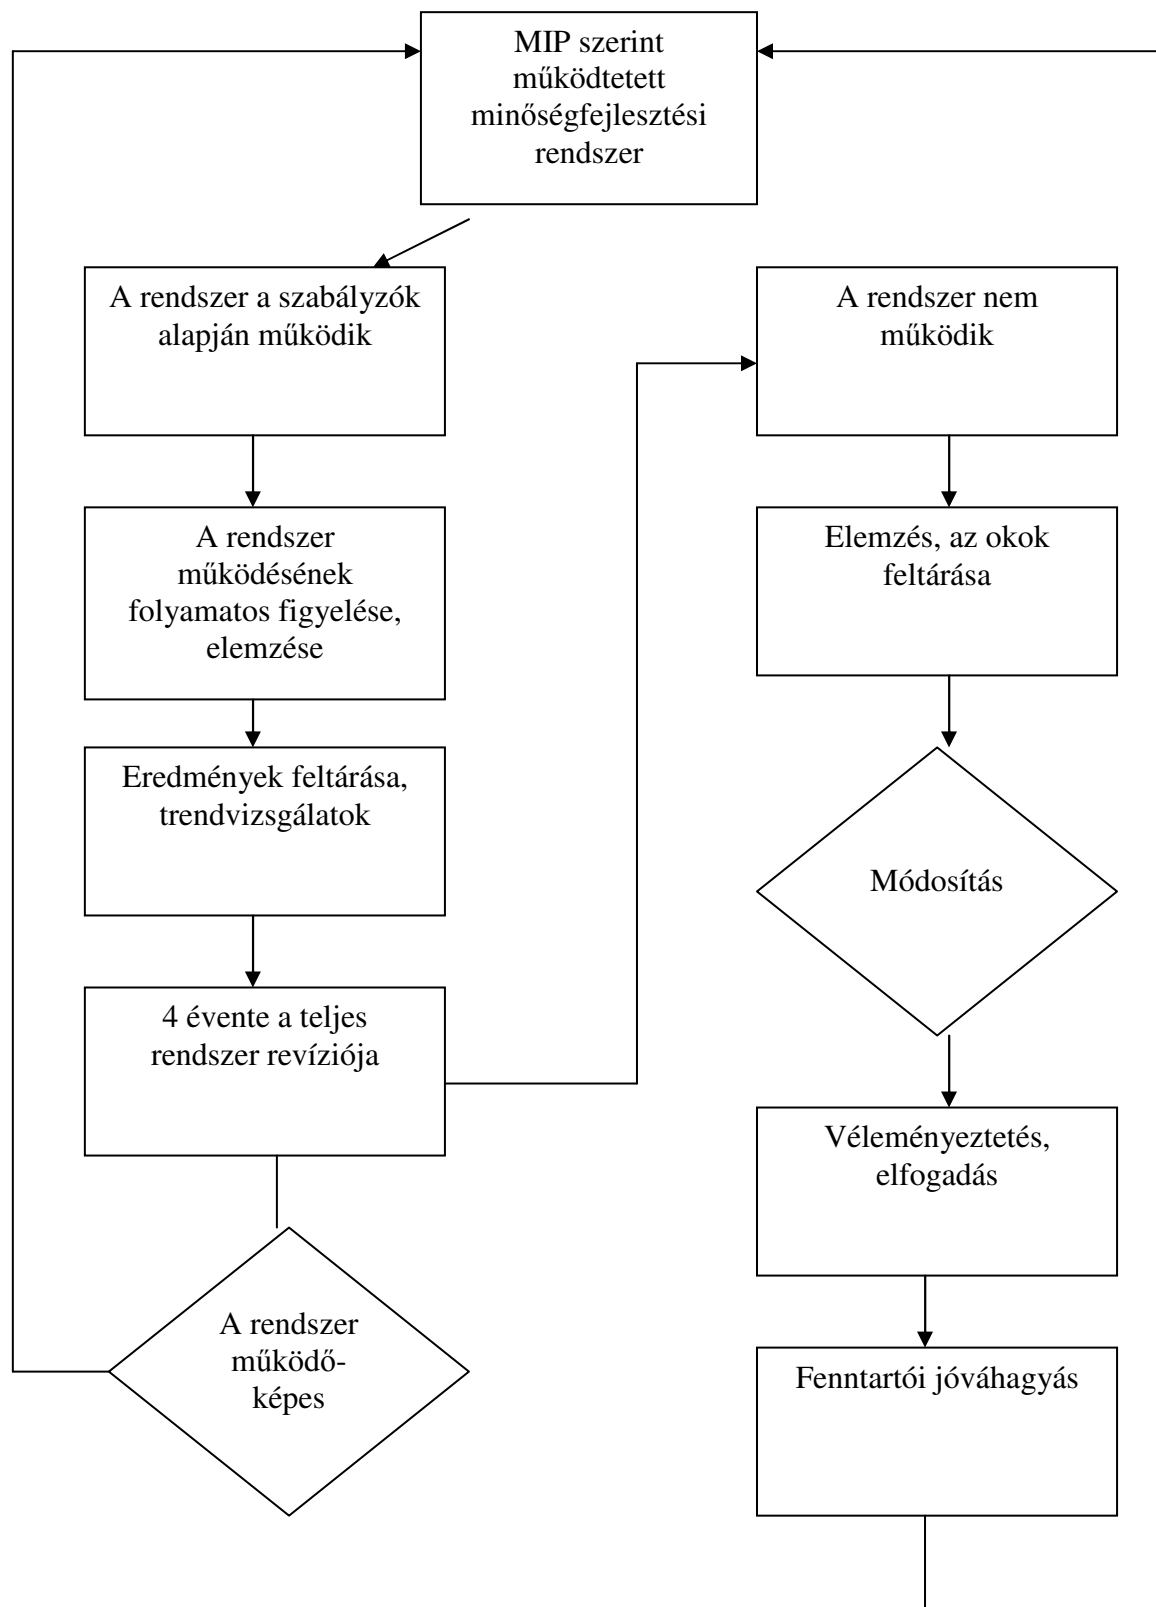 MIP szerint
működtetett
minőségfejlesztési
rendszer
A rendszer a szabályzók
alapján működik
A rendszer
működésének
folyamatos figyelése,
elemzése
Eredmények feltárása,
trendvizsgálatok
4 évente a teljes
rendszer revíziója
A rendszer
működő-
képes
A rendszer nem
működik
Elemzés, az okok
feltárása
Módosítás
Véleményeztetés,
elfogadás
Fenntartói jóváhagyás